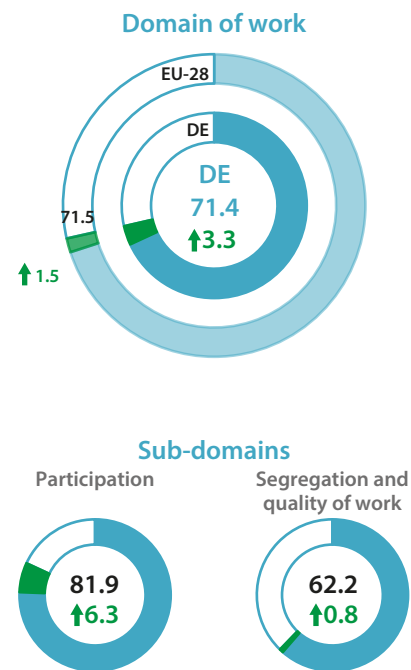 Domain of work
EU-28
DE
DE
71.4
3.3
71.5
1.5
Sub-domains
Participation
81.9
6.3
Segregation and
quality of work
62.2
0.8